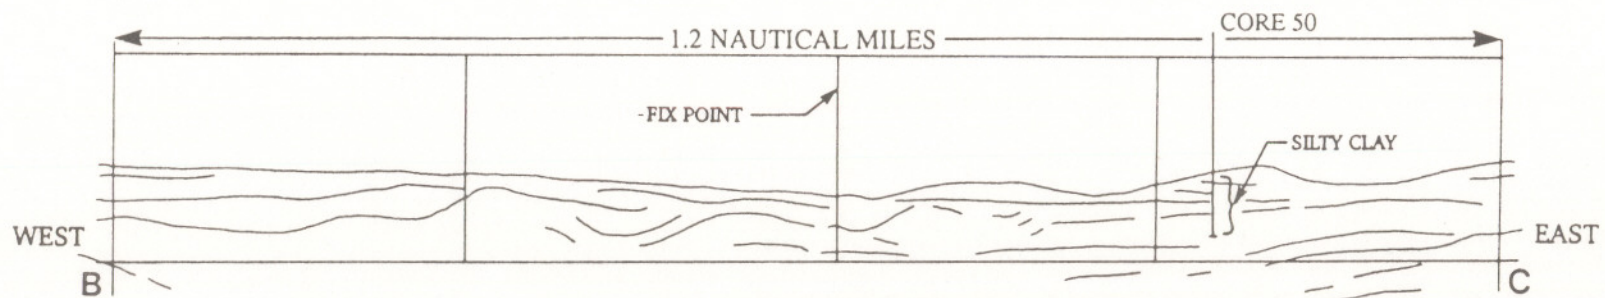 CORE 50
1.2 NAUTICAL MILES
-FIX POINT
SILTY CLAY
WEST
EAST
B
C